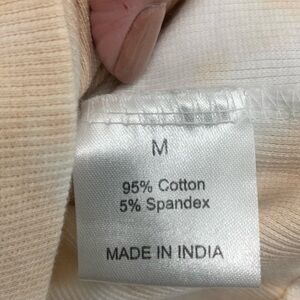 M
95% Cotton
5% Spandex
MADE IN INDIA